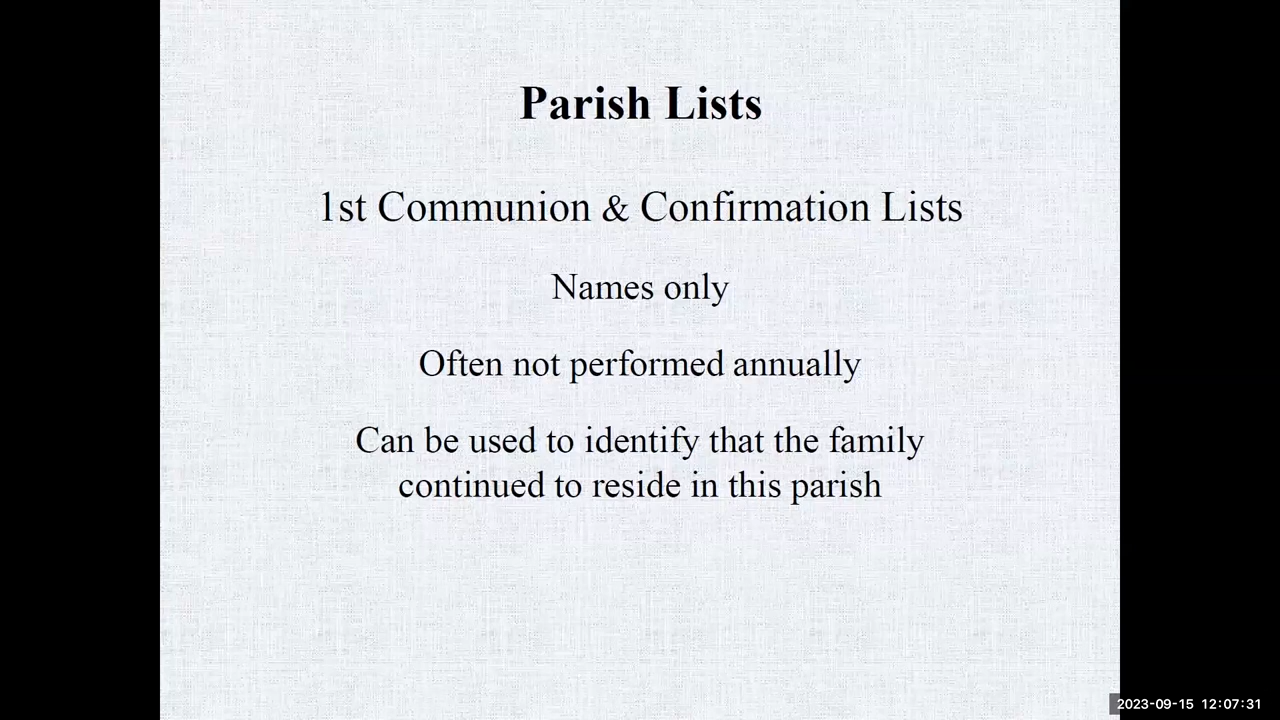 Parish Lists
1st Communion & Confirmation Lists
Names only
Often not performed annually
Can be used to identify that the family
continued to reside in this parish
2023-09-15 12:07:31